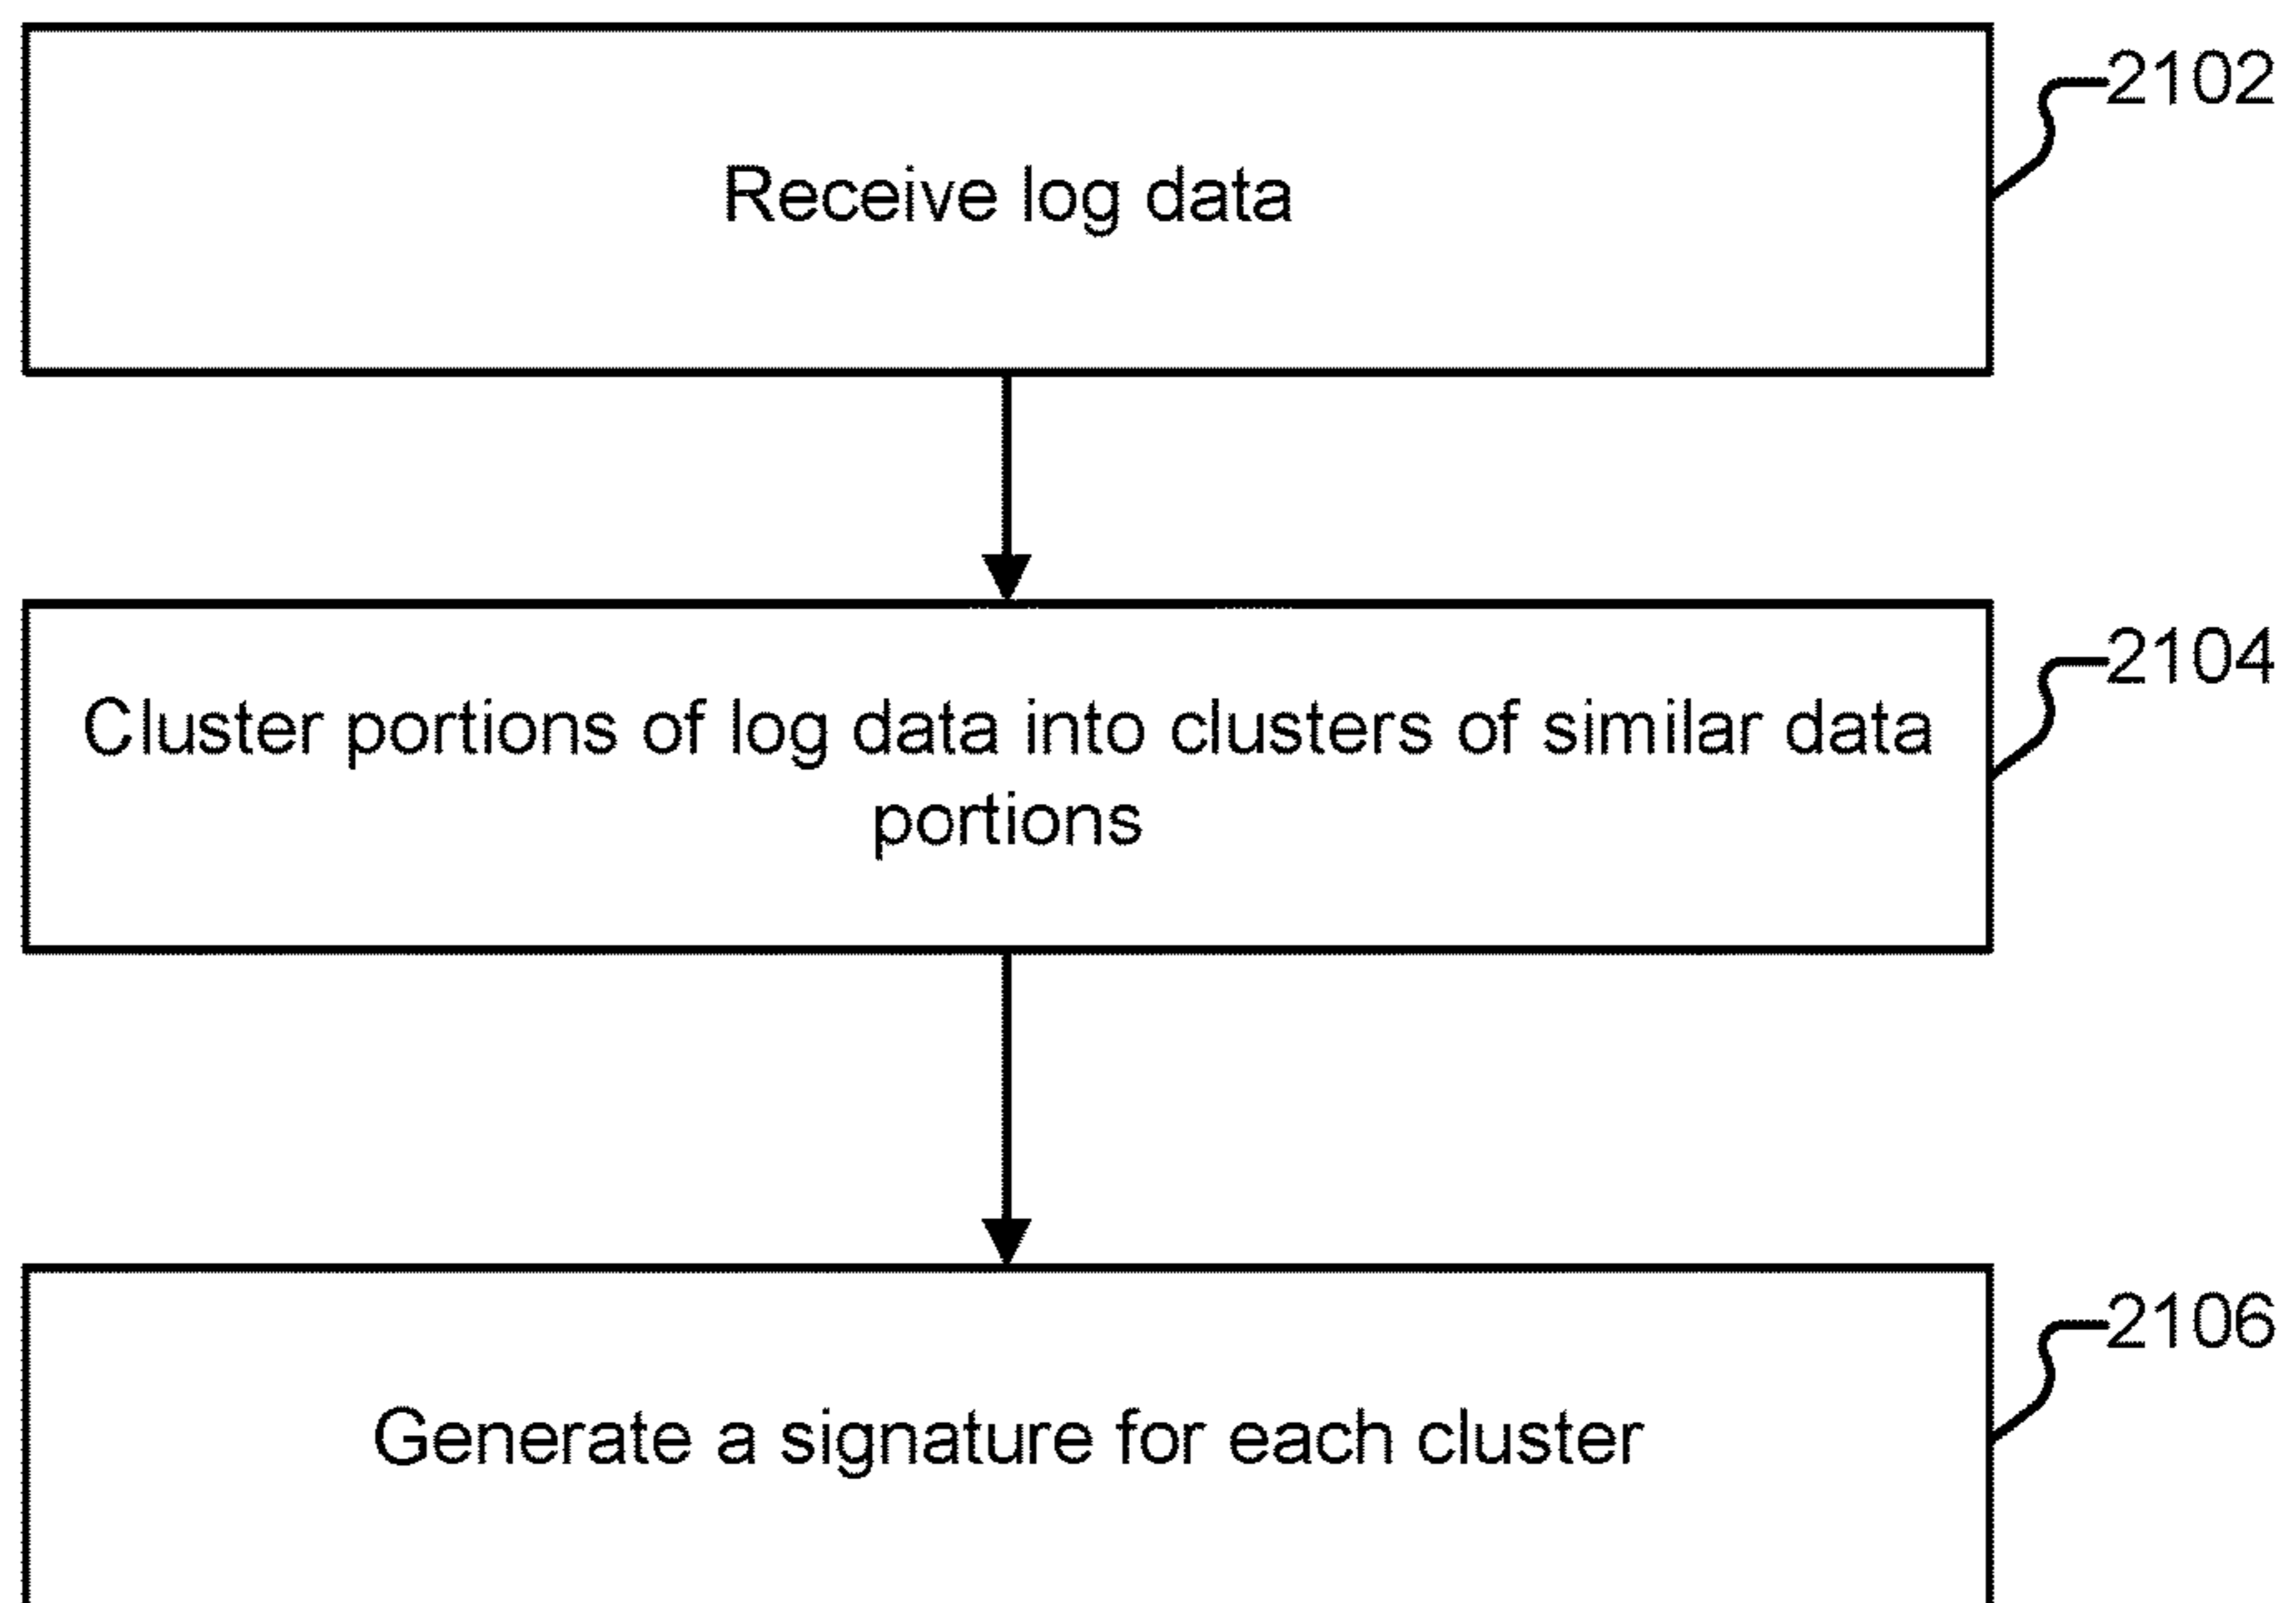 Receive log data
2102
Cluster portions of log data into clusters of similar data
portions
2104
Generate a signature for each cluster
2106